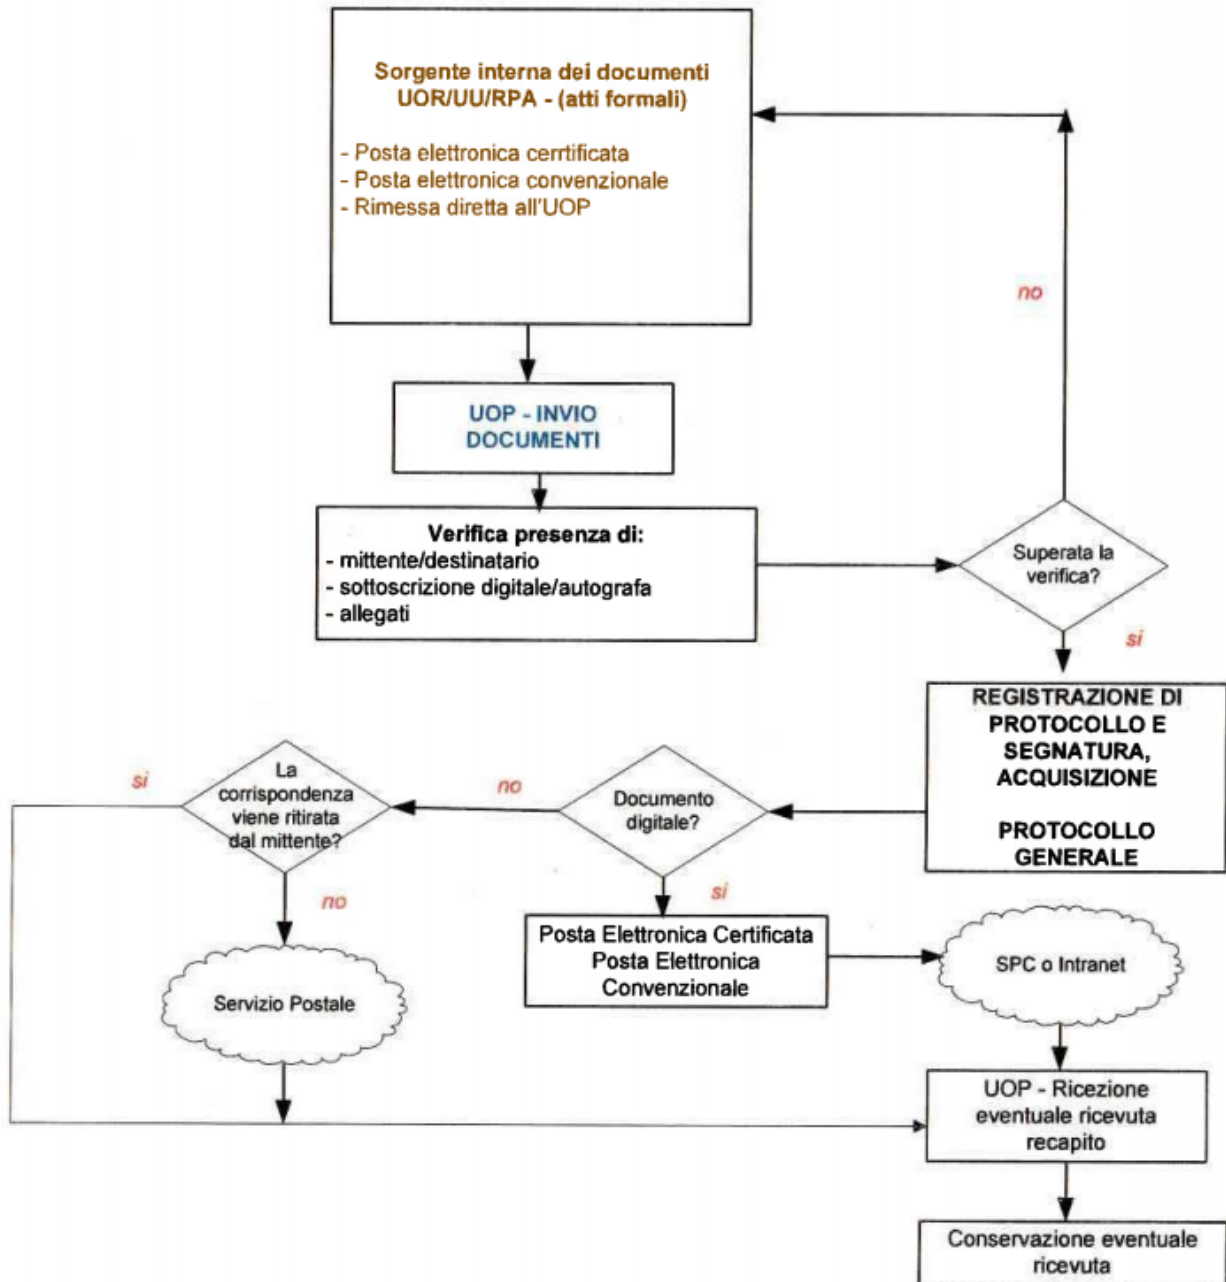 Sorgente interna dei documenti
UOR/UU/RPA - (atti formali)
- Posta elettronica cerrtificata
- Posta elettronica convenzionale
- Rimessa diretta all'UOP
no
UOP - INVIO
DOCUMENTI
Verifica presenza di:
- mittente/destinatario
- sottoscrizione digitale/autografa
- allegati
Superata la
verifica?
si
REGISTRAZIONE DI
PROTOCOLLO E
SEGNATURA,
ACQUISIZIONE
PROTOCOLLO
GENERALE
Documento
digitale?
no
La
corrispondenza
viene ritirata
dal mittente?
si
no
Servizio Postale
si
Posta Elettronica Certificata
Posta Elettronica
Convenzionale
SPC o Intranet
UOP - Ricezione
eventuale ricevuta
recapito
Conservazione eventuale
ricevuta